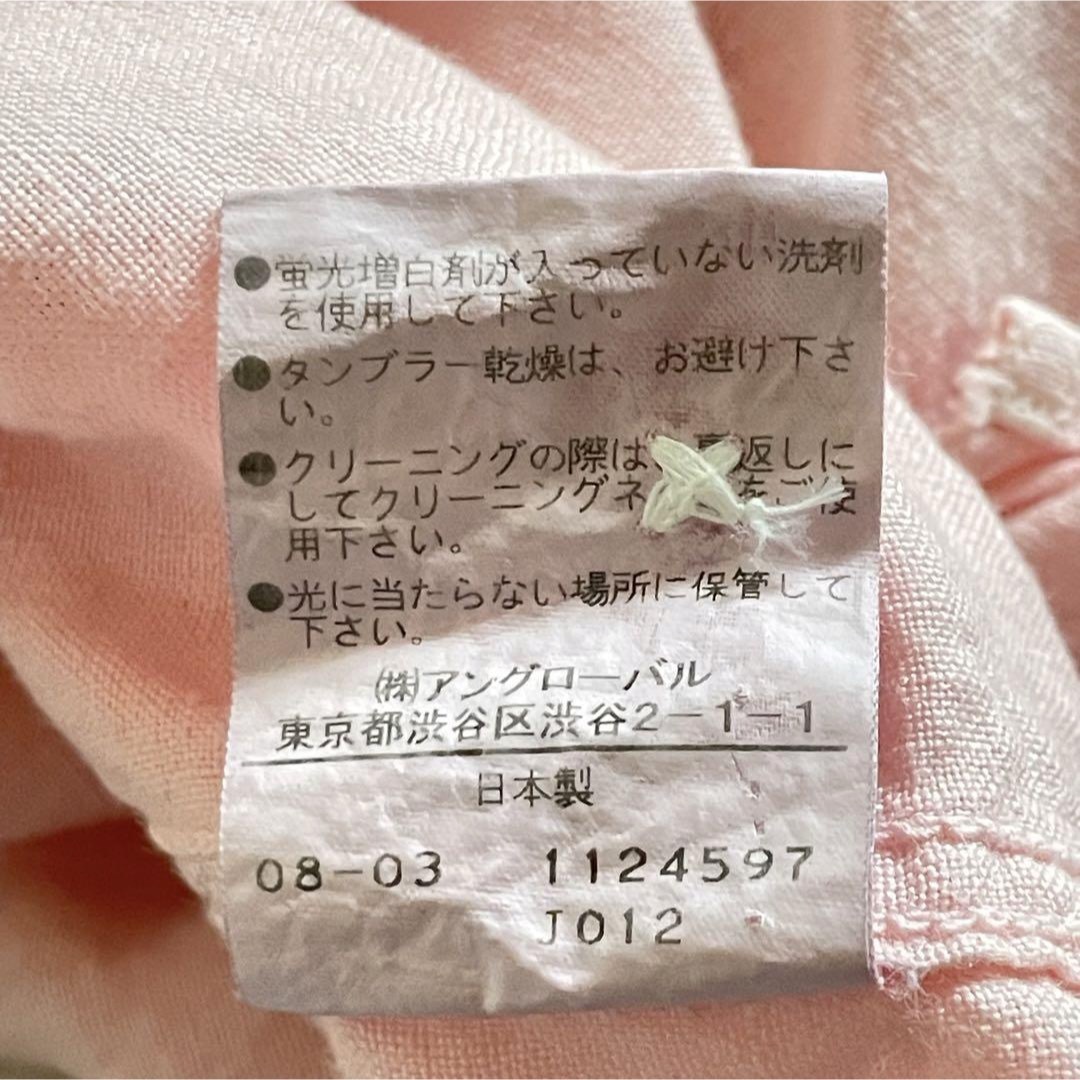 ●蛍光増白剤が入っていない洗剤
を使用して下さい。
●タンブラー乾燥は、お避け下さ
い。
●クリーニングの際は、裏返しに
してクリーニングネ をご使
用下さい。
●光に当たらない場所に保管して
下さい。
㈱アングローバル
東京都渋谷区渋谷2-1-1
日本製
08-03 1124597
J012